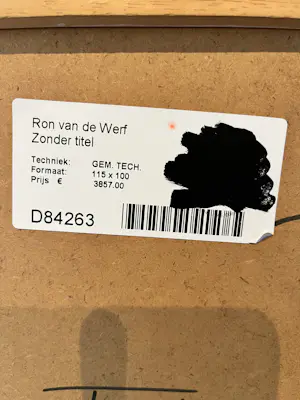 Ron van de Werf
Zonder titel
Techniek: GEM. TECH.
Formaat: 115 x 100
Prijs € 3857.00
D84263